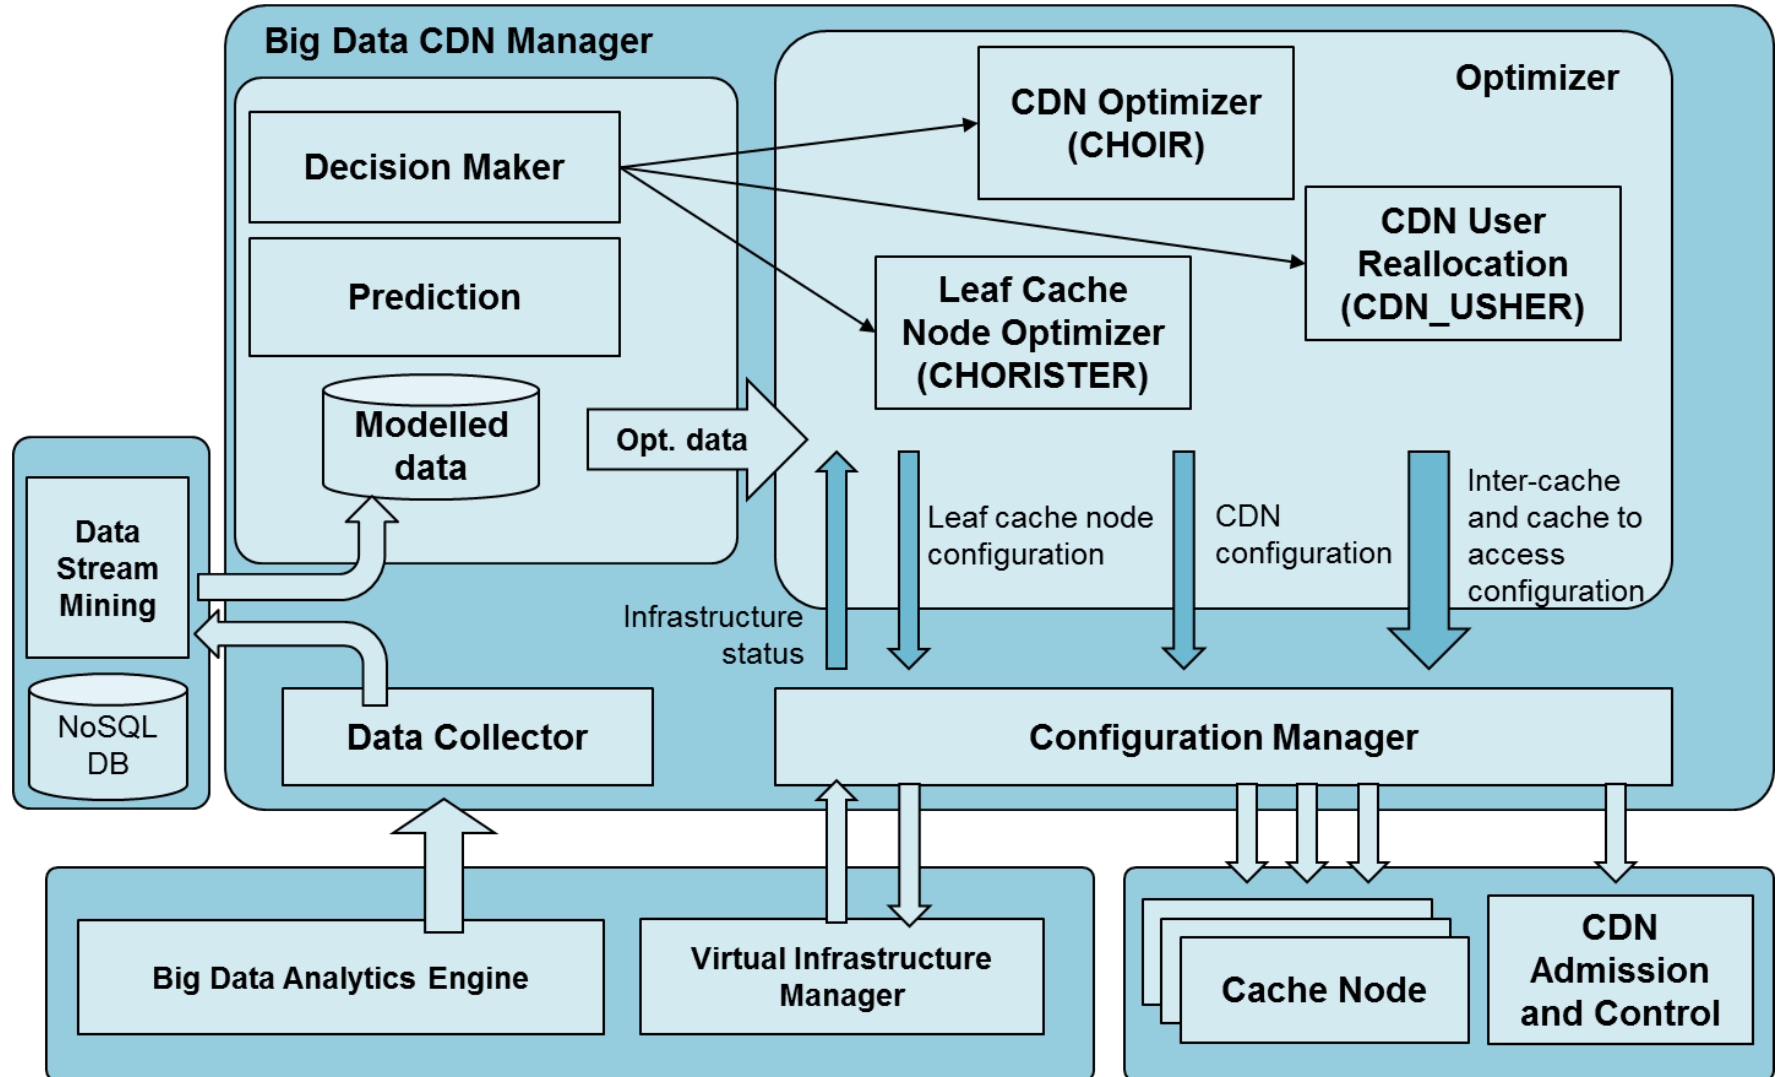 Big Data CDN Manager
Optimizer
CDN Optimizer
(CHOIR)
Decision Maker
CDN User
Reallocation
(CDN_USHER)
Prediction
Leaf Cache
Node Optimizer
(CHORISTER)
Modelled
data
Opt. data
Data
Stream
Mining
Leaf cache node
configuration
CDN
configuration
Inter-cache
and cache to
access
configuration
Infrastructure
status
NoSQL
DB
Data Collector
Configuration Manager
Big Data Analytics Engine
Virtual Infrastructure
Manager
Cache Node
CDN
Admission
and Control